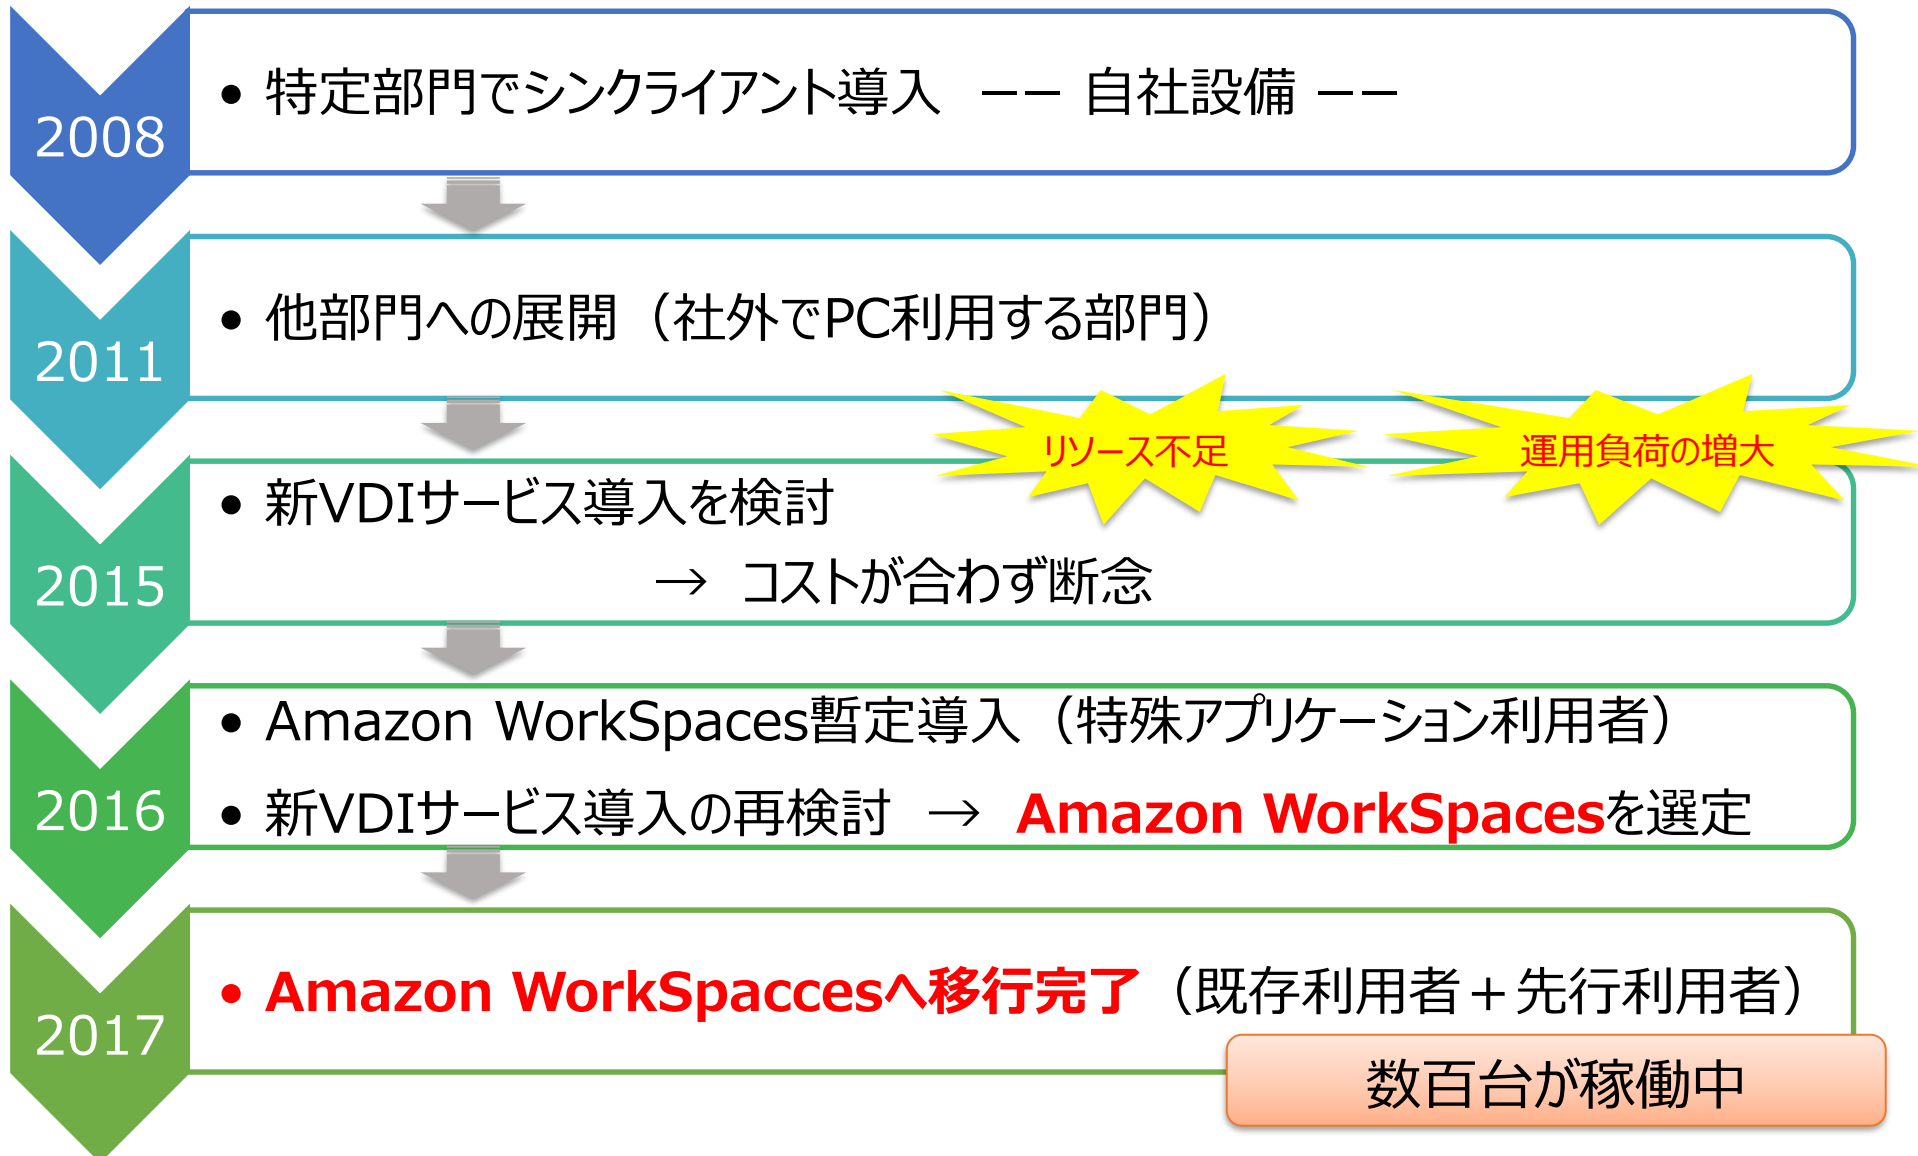 2008
• 特定部門でシンクライアント導入　−− 自社設備 −−
2011
• 他部門への展開（社外でPC利用する部門）
リソース不足
運用負荷の増大
2015
• 新VDIサービス導入を検討
→ コストが合わず断念
2016
• Amazon WorkSpaces暫定導入（特殊アプリケーション利用者）
• 新VDIサービス導入の再検討 → Amazon WorkSpacesを選定
2017
• Amazon WorkSpaccesへ移行完了（既存利用者＋先行利用者）
数百台が稼働中